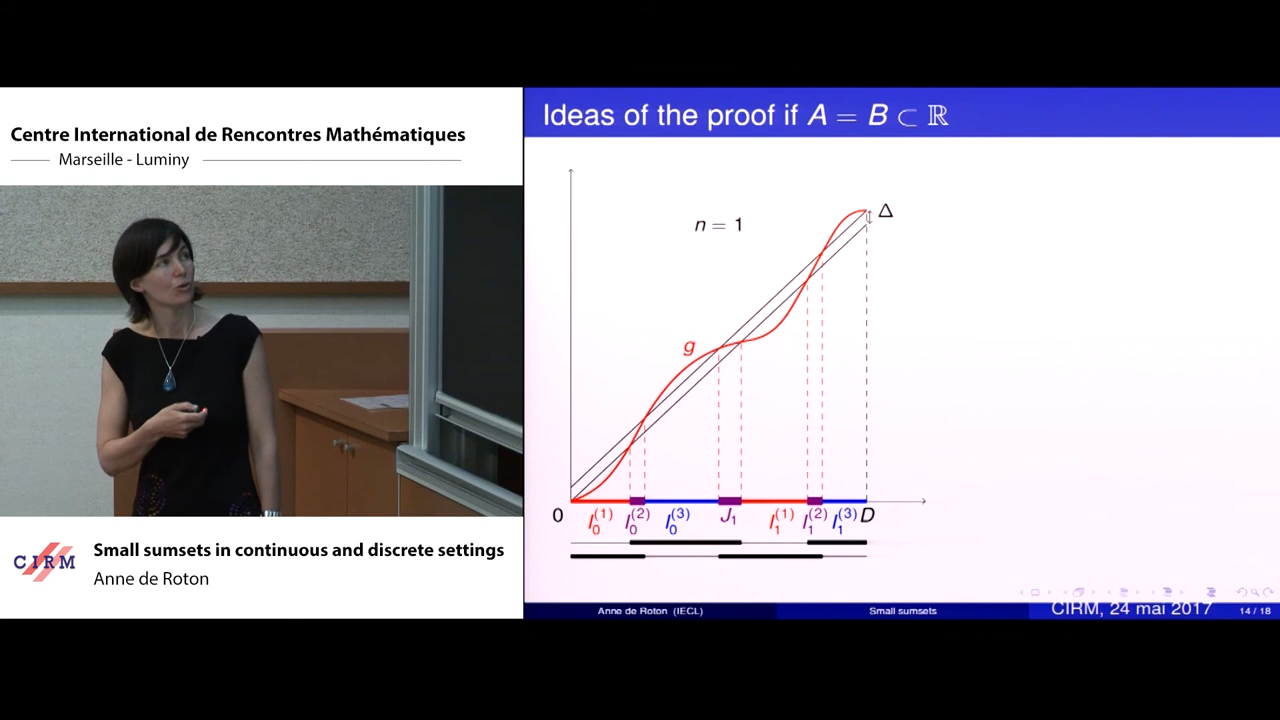 Centre International de Rencontres Mathématiques
Marseille - Luminy
CIRM
Small sumsets in continuous and discrete settings
Anne de Roton
Ideas of the proof if A = B ⊂ ℝ
n = 1
Δ
g
0 I₀⁽¹⁾ I₀⁽²⁾ I₀⁽³⁾ J₁ I₁⁽¹⁾ I₁⁽²⁾ I₁⁽³⁾ D
Anne de Roton (IECL) Small sumsets CIRM, 24 mai 2017 14 / 18